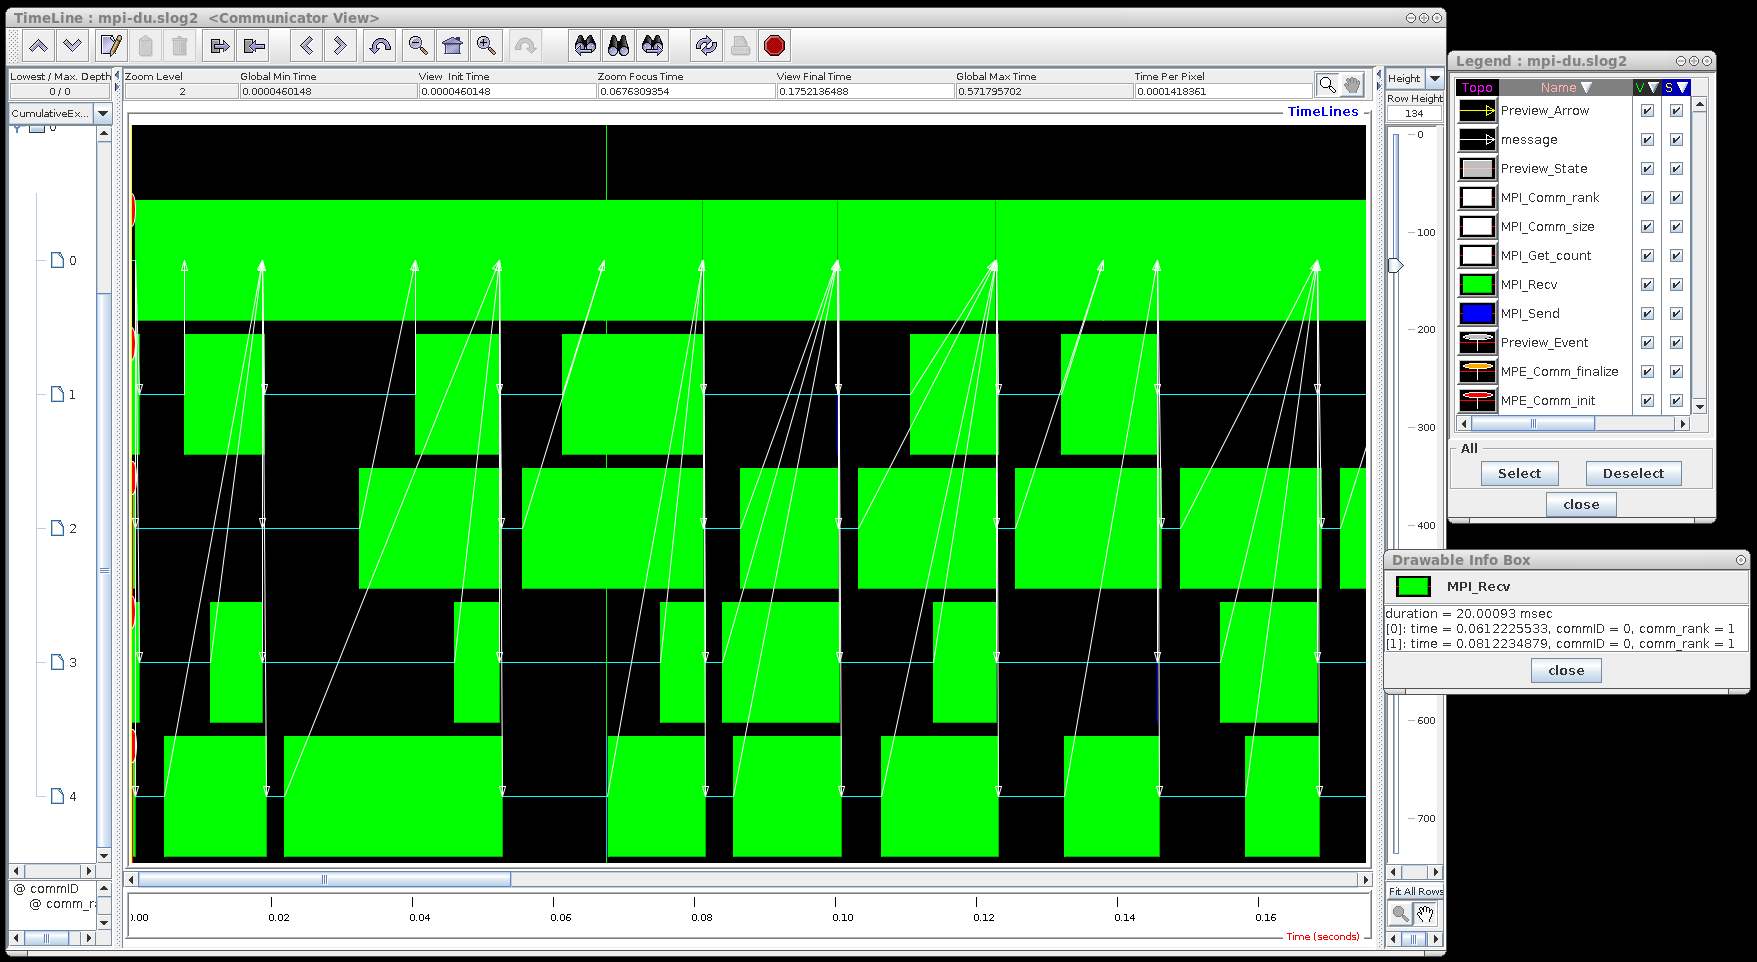 TimeLine : mpi-du.slog2 <Communicator View>
Lowest / Max. Depth
0 / 0
Zoom Level
2
Global Min Time
0.0000460148
View Init Time
0.0000460148
Zoom Focus Time
0.0676309354
View Final Time
0.1752136488
Global Max Time
0.571795702
Time Per Pixel
0.0001418361
Height
Row Height
134
CumulativeEx...
TimeLines
0
0
1
2
3
4
0
100
200
300
400
600
700
@ commID
@ comm_r
Fit All Rows
0.00
0.02
0.04
0.06
0.08
0.10
0.12
0.14
0.16
Time (seconds)
Legend : mpi-du.slog2
Topo Name V S
Preview_Arrow
message
Preview_State
MPI_Comm_rank
MPI_Comm_size
MPI_Get_count
MPI_Recv
MPI_Send
Preview_Event
MPE_Comm_finalize
MPE_Comm_init
All
Select Deselect
close
Drawable Info Box
MPI_Recv
duration = 20.00093 msec
[0]: time = 0.0612225533, commID = 0, comm_rank = 1
[1]: time = 0.0812234879, commID = 0, comm_rank = 1
close